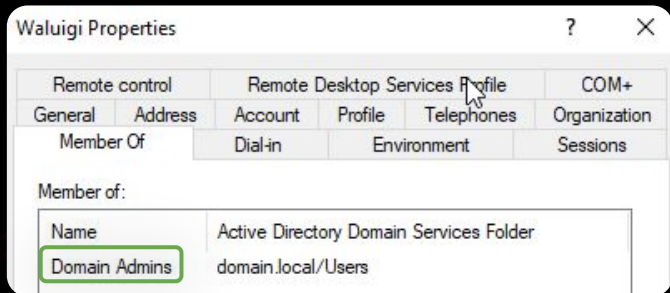 Waluigi Properties ? ×
Remote control Remote Desktop Services Profile COM+
General Address Account Profile Telephones Organization
Member Of Dial-in Environment Sessions
Member of:
Name Active Directory Domain Services Folder
Domain Admins domain.local/Users